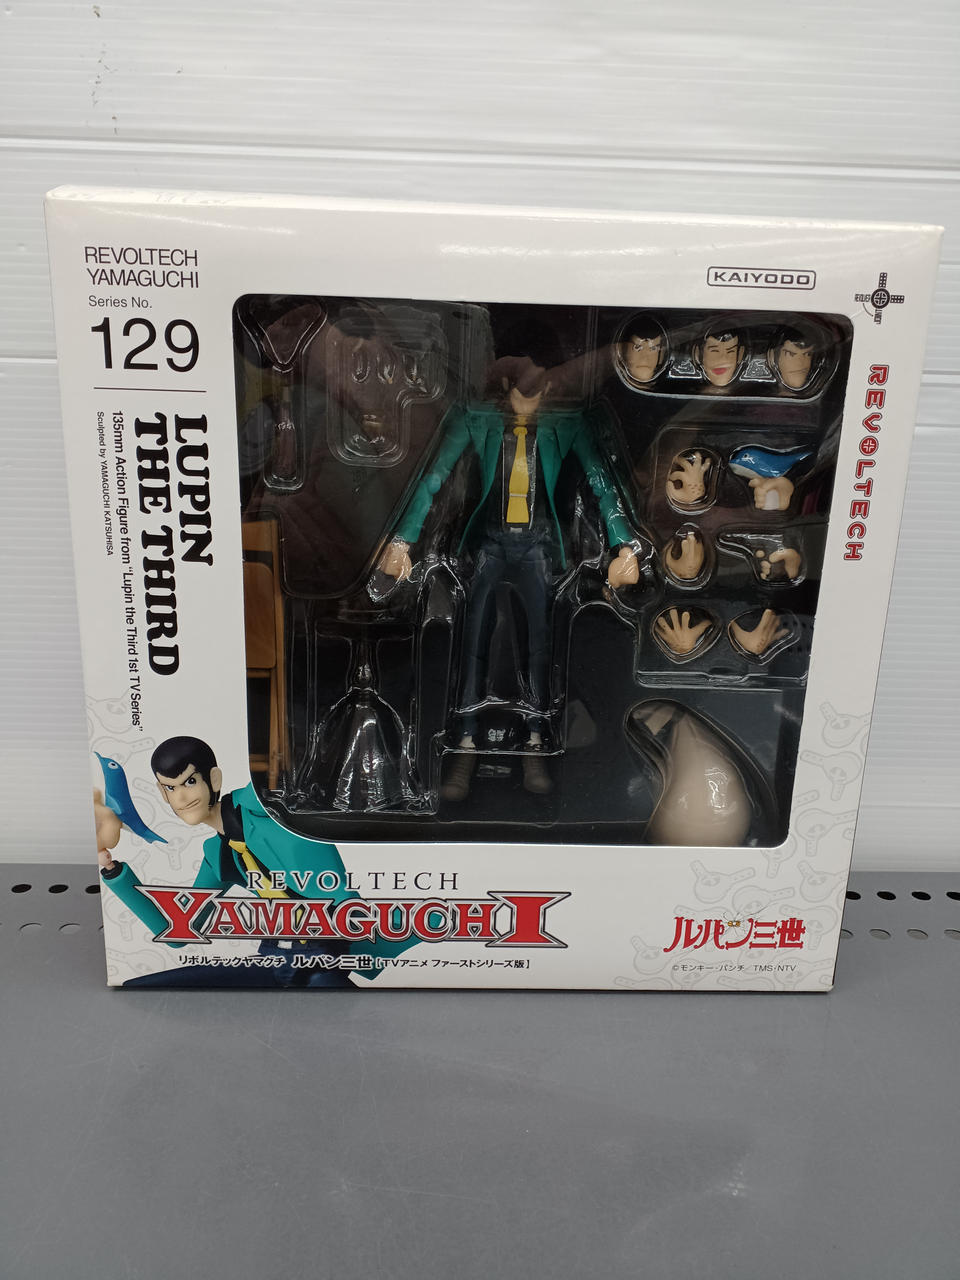 REVOLTECH
YAMAGUCHI
Series No.
129
LUPIN
THE THIRD
135mm Action Figure from "Lupin the Third 1st TV Series"
Sculpted by YAMAGUCHI KATSUHISA
KAIYODO
REVOLTECH
REVOLTECH
YAMAGUCHI
リボルテックヤマグチ ルパン三世【TVアニメ ファーストシリーズ版】
ルパン三世
©モンキー・パンチ/TMS・NTV